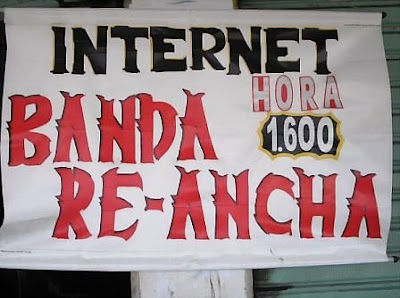 INTERNET
HORA
1.600
BANDA
RE-ANCHA